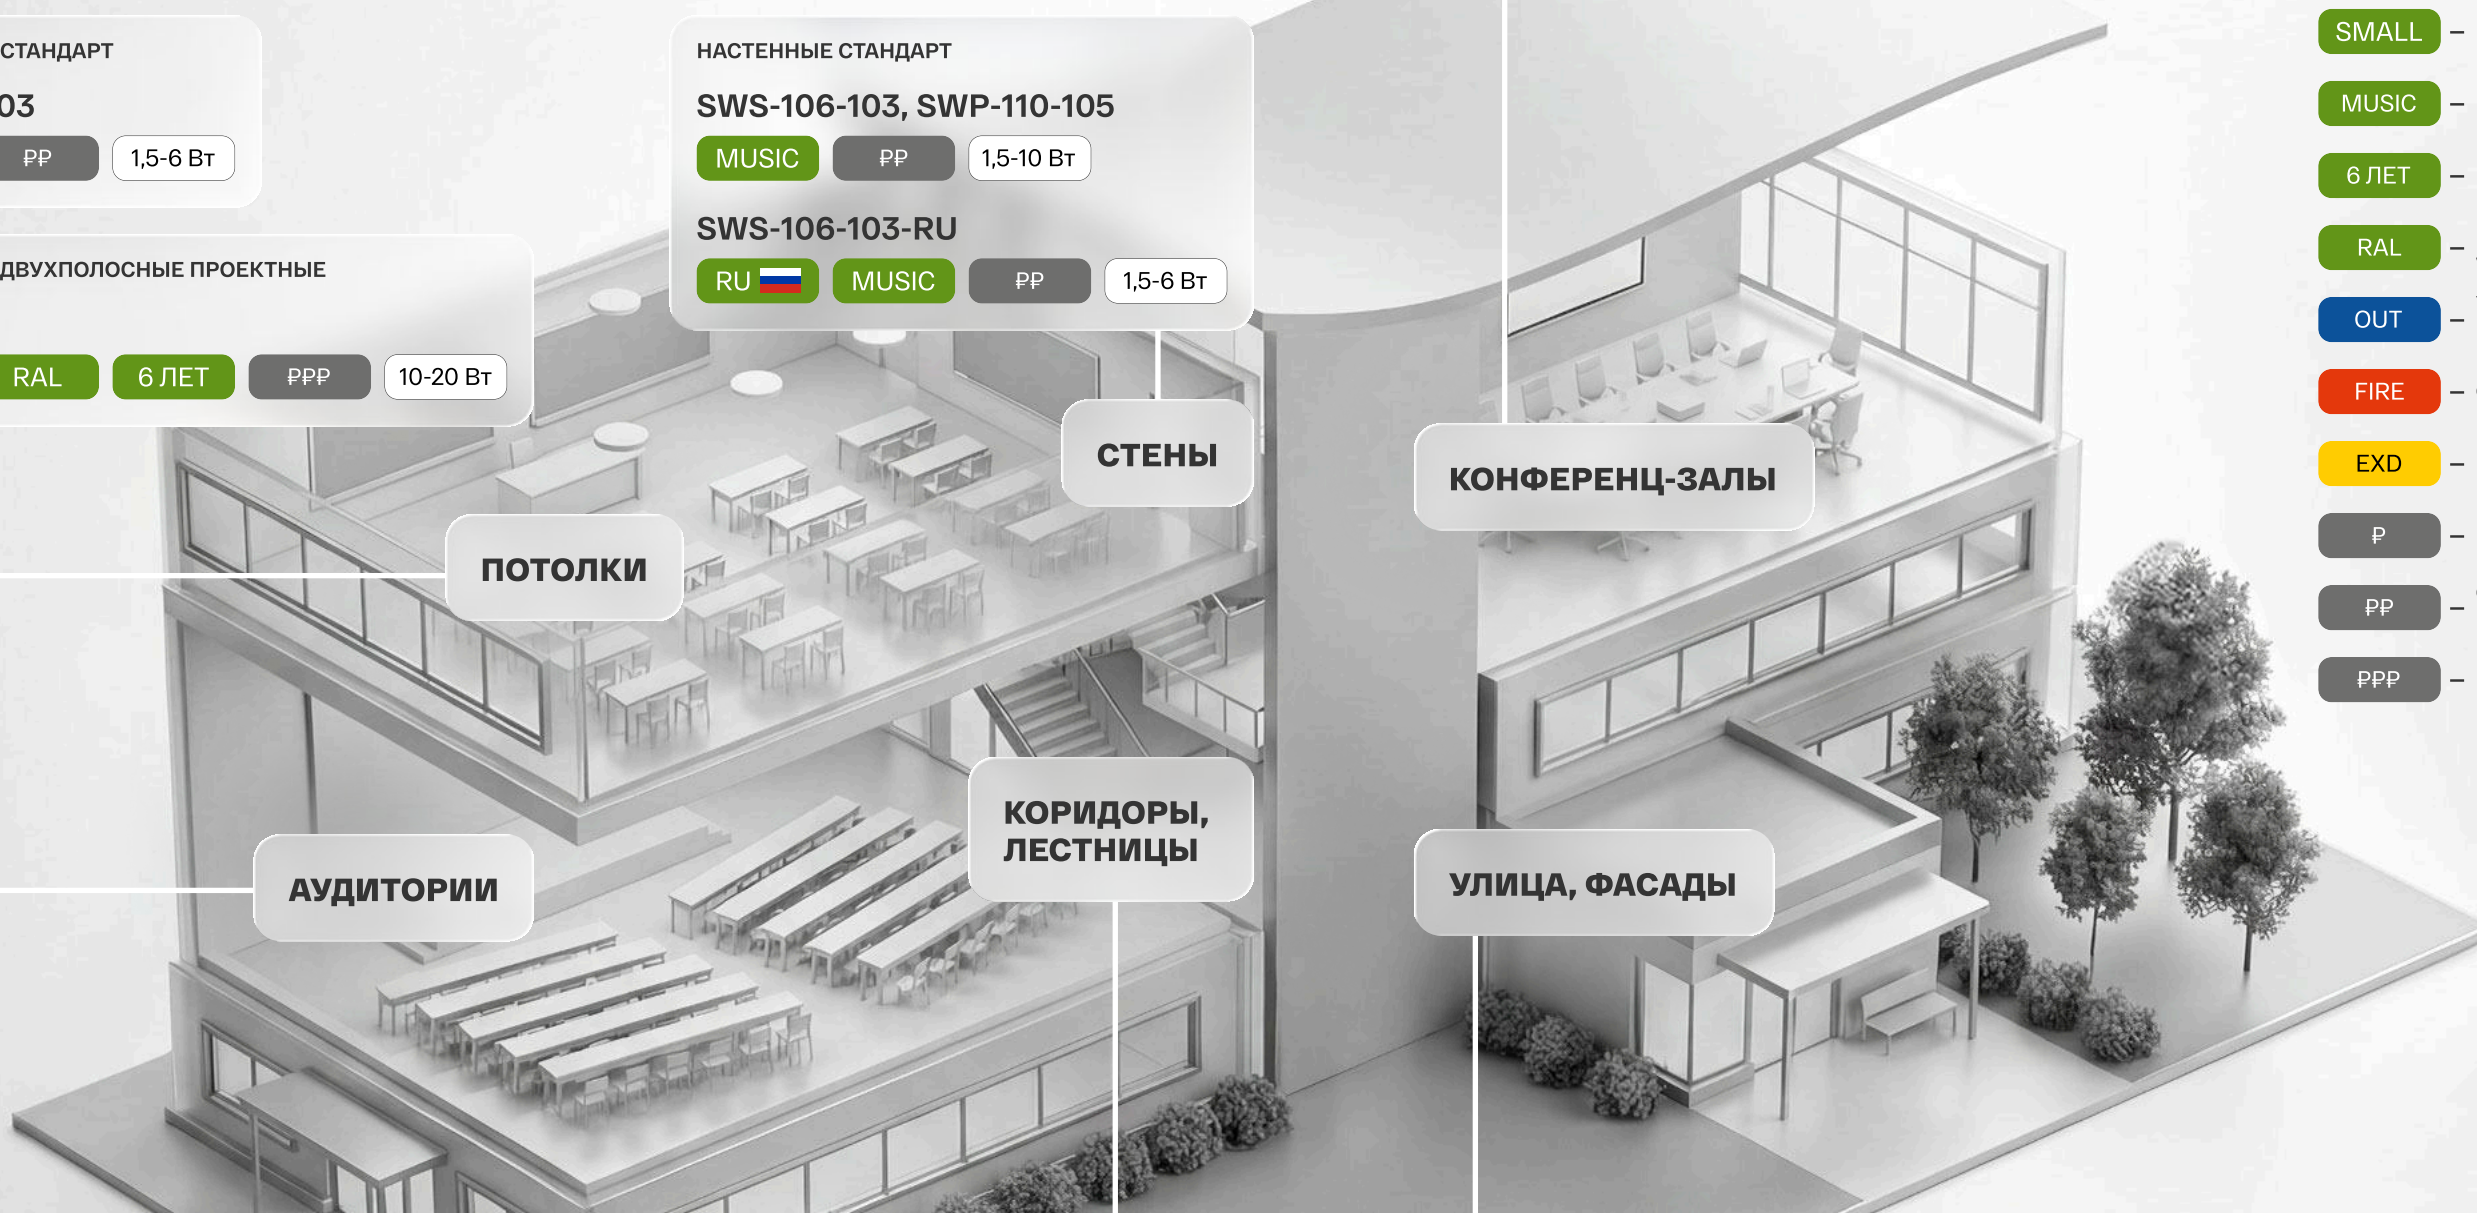 СТАНДАРТ
03
₽₽
1,5-6 Вт
ДВУХПОЛОСНЫЕ ПРОЕКТНЫЕ
RAL
6 ЛЕТ
₽₽₽
10-20 Вт
НАСТЕННЫЕ СТАНДАРТ
SWS-106-103, SWP-110-105
MUSIC
₽₽
1,5-10 Вт
SWS-106-103-RU
RU
MUSIC
₽₽
1,5-6 Вт
СТЕНЫ
КОНФЕРЕНЦ-ЗАЛЫ
ПОТОЛКИ
КОРИДОРЫ,
ЛЕСТНИЦЫ
АУДИТОРИИ
УЛИЦА, ФАСАДЫ
SMALL –
MUSIC –
6 ЛЕТ –
RAL –
OUT –
FIRE –
EXD –
₽ –
₽₽ –
₽₽₽ –